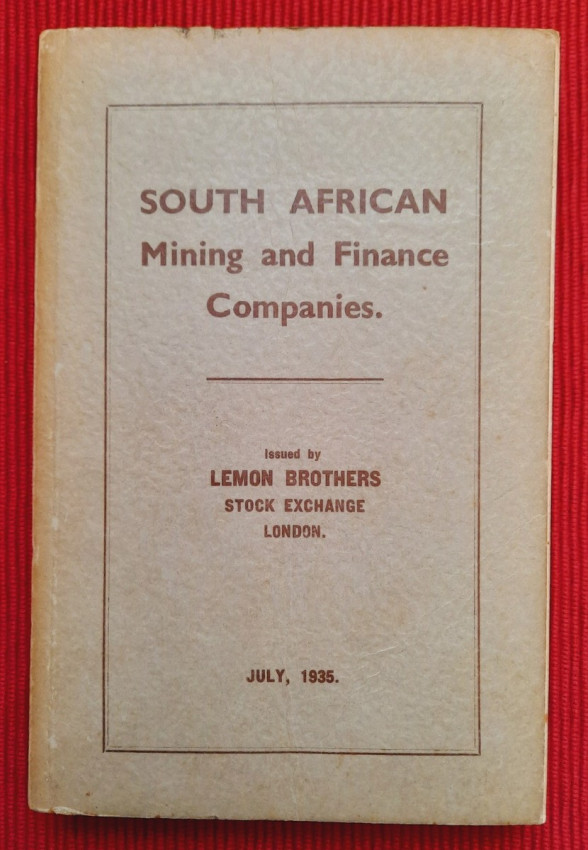 SOUTH AFRICAN
Mining and Finance
Companies.
Issued by
LEMON BROTHERS
STOCK EXCHANGE
LONDON.
JULY, 1935.